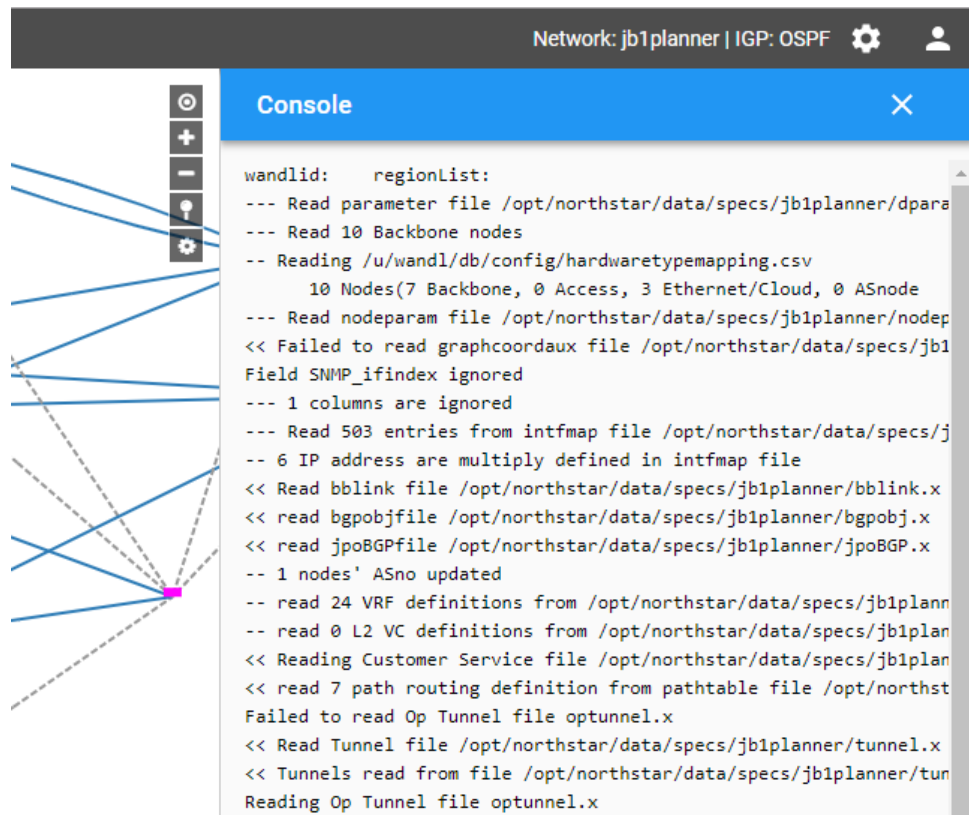 Network: jb1planner | IGP: OSPF
Console
wandlid: regionList:
--- Read parameter file /opt/northstar/data/specs/jb1planner/dpara
--- Read 10 Backbone nodes
-- Reading /u/wandl/db/config/hardwaretypemapping.csv
10 Nodes(7 Backbone, 0 Access, 3 Ethernet/Cloud, 0 ASnode
--- Read nodeparam file /opt/northstar/data/specs/jb1planner/nodep
<< Failed to read graphcoordaux file /opt/northstar/data/specs/jb1
Field SNMP_ifindex ignored
--- 1 columns are ignored
--- Read 503 entries from intfmap file /opt/northstar/data/specs/j
-- 6 IP address are multiply defined in intfmap file
<< Read bblink file /opt/northstar/data/specs/jb1planner/bblink.x
<< read bgpobjfile /opt/northstar/data/specs/jb1planner/bgpobj.x
<< read jpoBGPfile /opt/northstar/data/specs/jb1planner/jpoBGP.x
-- 1 nodes' ASno updated
-- read 24 VRF definitions from /opt/northstar/data/specs/jb1plann
-- read 0 L2 VC definitions from /opt/northstar/data/specs/jb1plan
<< Reading Customer Service file /opt/northstar/data/specs/jb1plan
<< read 7 path routing definition from pathtable file /opt/northst
Failed to read Op Tunnel file optunnel.x
<< Read Tunnel file /opt/northstar/data/specs/jb1planner/tunnel.x
<< Tunnels read from file /opt/northstar/data/specs/jb1planner/tun
Reading Op Tunnel file optunnel.x